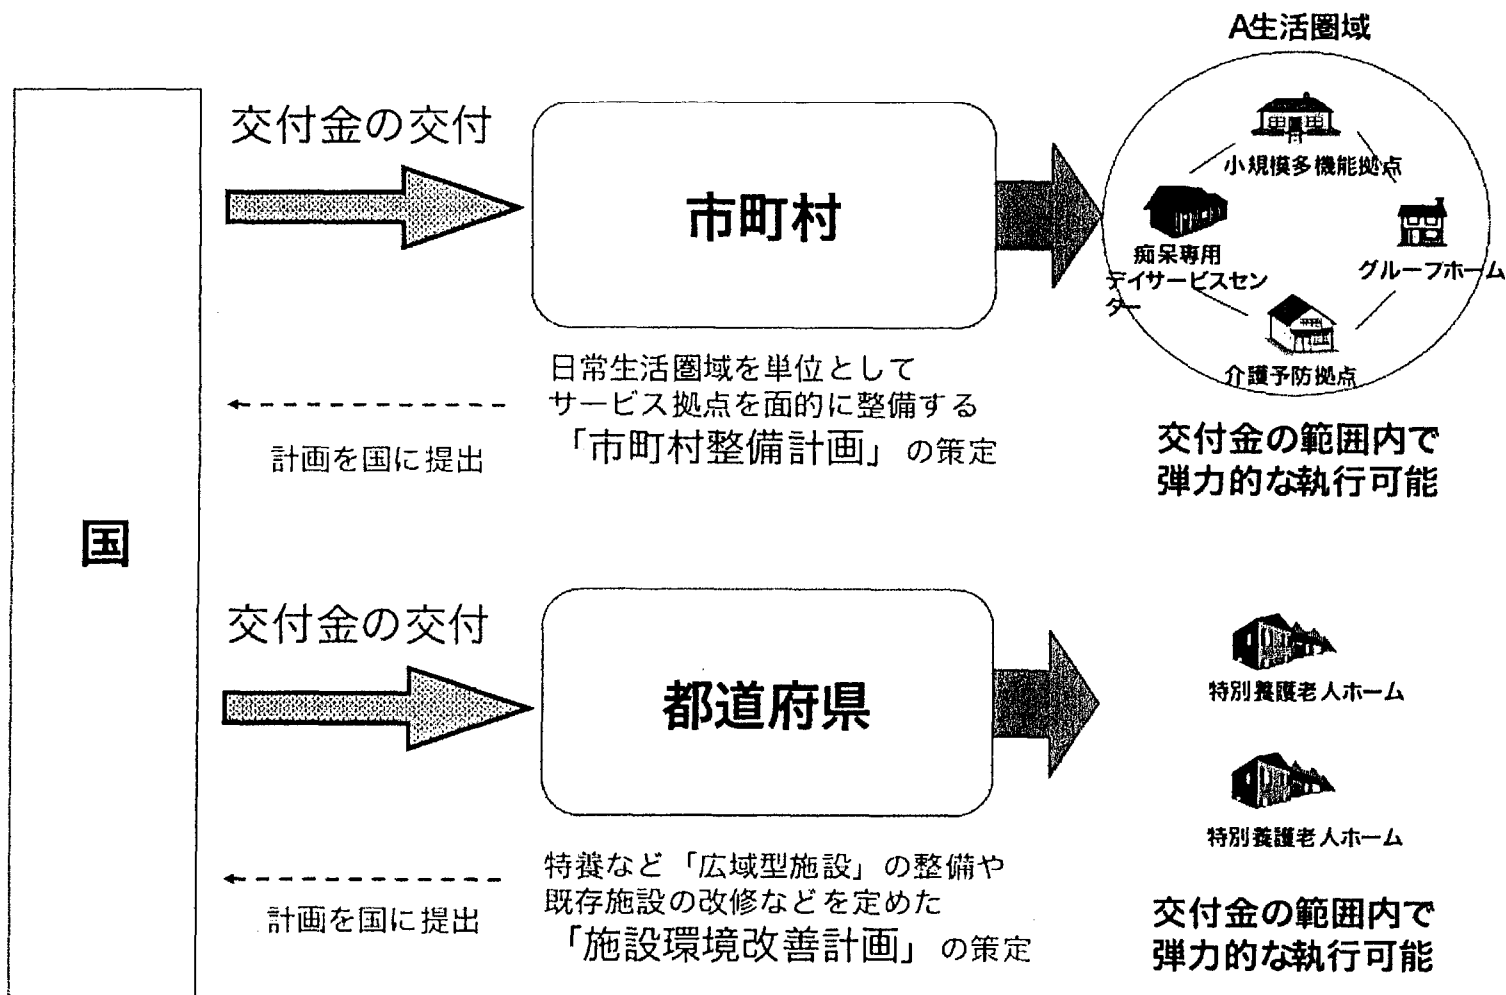 A生活圏域
交付金の交付
市町村
小規模多機能拠点
痴呆専用
デイサービスセン
ター
グループホーム
介護予防拠点
日常生活圏域を単位として
サービス拠点を面的に整備する
「市町村整備計画」の策定
計画を国に提出
交付金の範囲内で
弾力的な執行可能
国
交付金の交付
都道府県
特別養護老人ホーム
特別養護老人ホーム
特養など「広域型施設」の整備や
既存施設の改修などを定めた
「施設環境改善計画」の策定
計画を国に提出
交付金の範囲内で
弾力的な執行可能